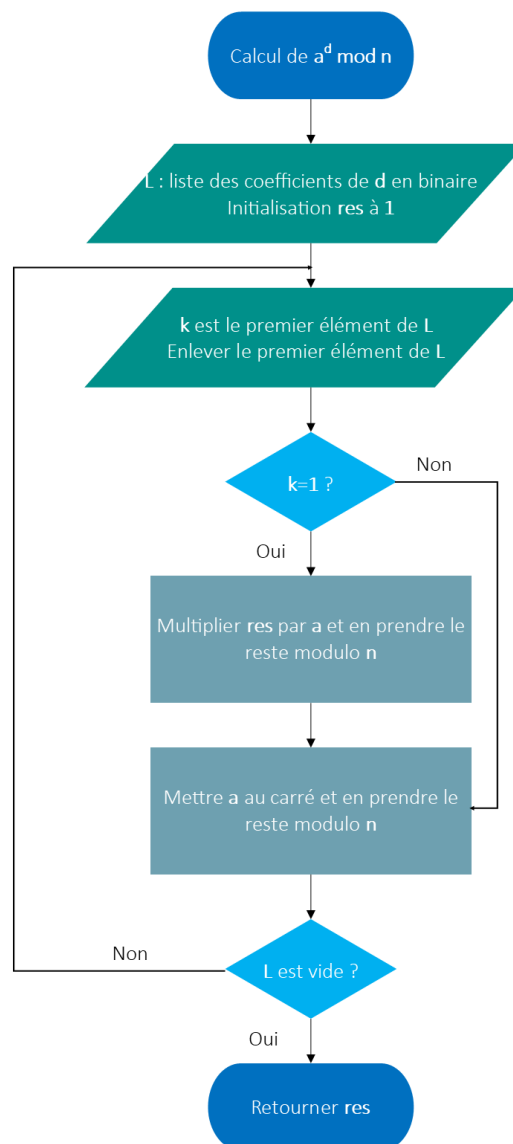 Calcul de a^d mod n
L : liste des coefficients de d en binaire
Initialisation res à 1
k est le premier élément de L
Enlever le premier élément de L
k=1 ?
Non
Oui
Multiplier res par a et en prendre le
reste modulo n
Mettre a au carré et en prendre le
reste modulo n
Non
L est vide ?
Oui
Retourner res